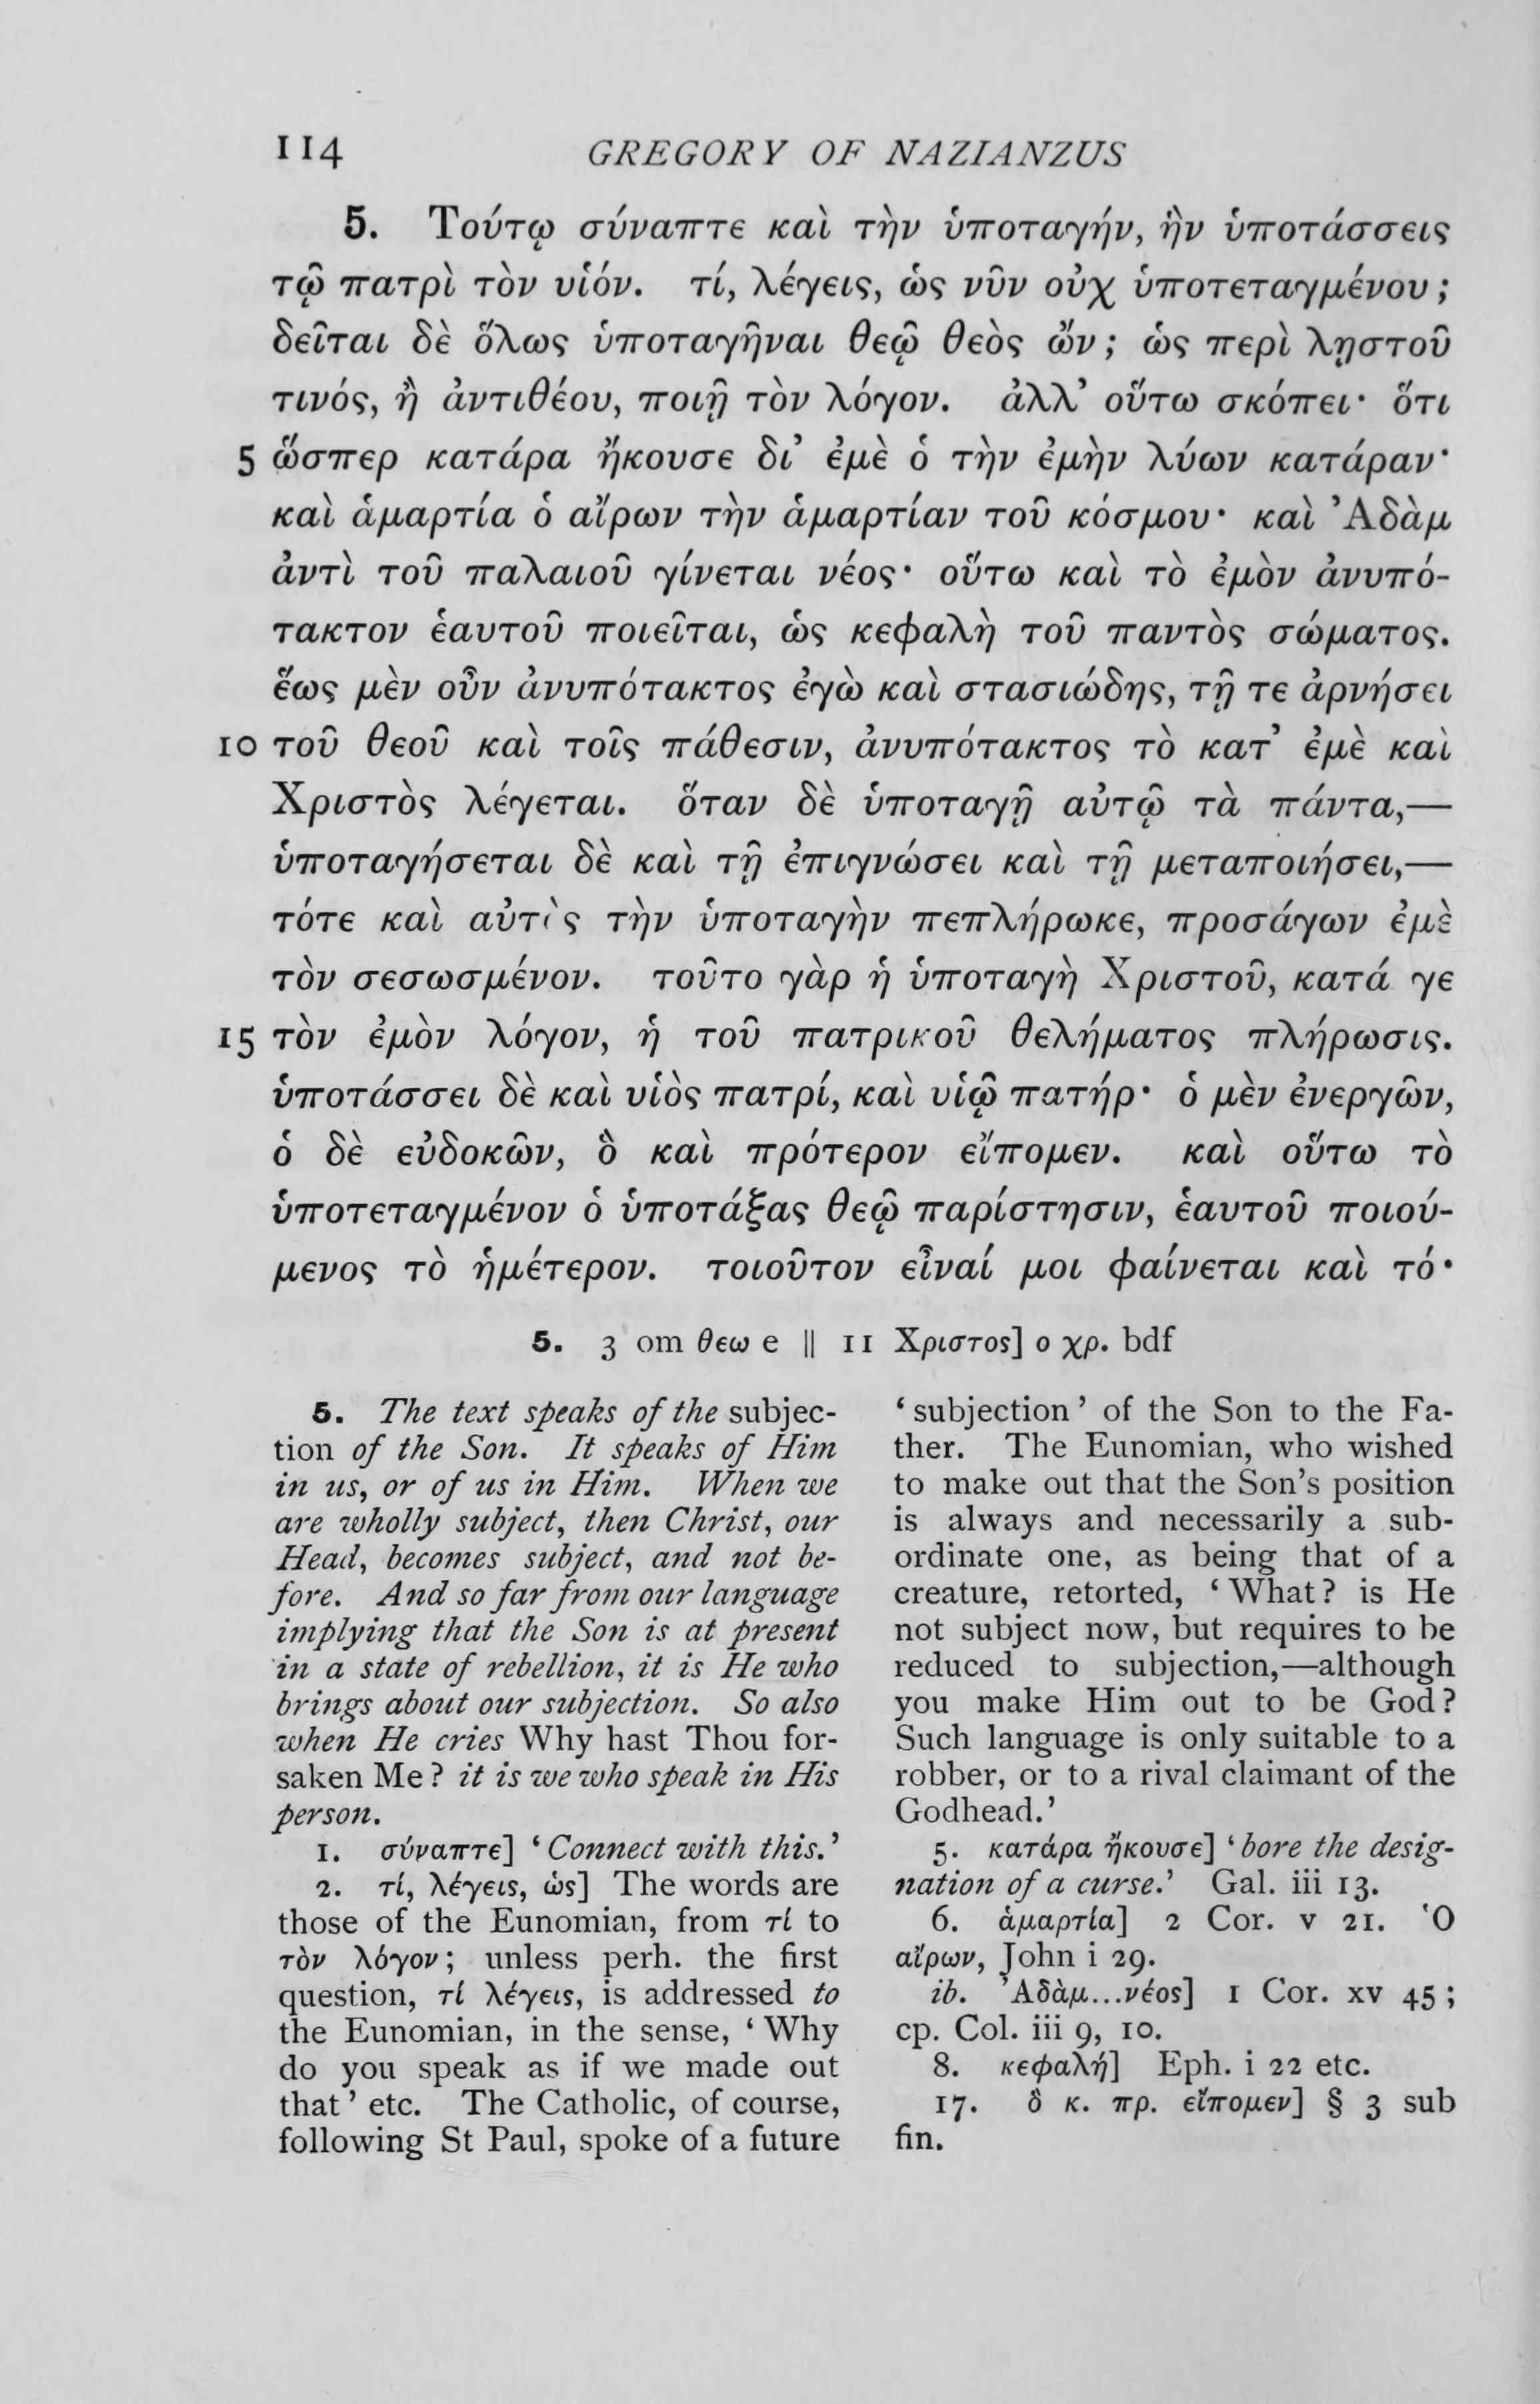 114 GREGORY OF NAZIANZUS
5. Τούτῳ σύναπτε καὶ τὴν ὑποταγήν, ἣν ὑποτάσσεις
τῷ πατρὶ τὸν υἱόν. τί, λέγεις, ὡς νῦν οὐχ ὑποτεταγμένου;
δεῖται δὲ ὅλως ὑποταγῆναι θεῷ θεὸς ὤν; ὡς περὶ λῃστοῦ
τινός, ἢ ἀντιθέου, ποιῇ τὸν λόγον. ἀλλ’ οὕτω σκόπει· ὅτι
5 ὥσπερ κατάρα ἤκουσε δι’ ἐμὲ ὁ τὴν ἐμὴν λύων κατάραν·
καὶ ἁμαρτία ὁ αἴρων τὴν ἁμαρτίαν τοῦ κόσμου· καὶ Ἀδὰμ
ἀντὶ τοῦ παλαιοῦ γίνεται νέος· οὕτω καὶ τὸ ἐμὸν ἀνυπό-
τακτον ἑαυτοῦ ποιεῖται, ὡς κεφαλὴ τοῦ παντὸς σώματος.
ἕως μὲν οὖν ἀνυπότακτος ἐγὼ καὶ στασιώδης, τῇ τε ἀρνήσει
10 τοῦ θεοῦ καὶ τοῖς πάθεσιν, ἀνυπότακτος τὸ κατ’ ἐμὲ καὶ
Χριστὸς λέγεται. ὅταν δὲ ὑποταγῇ αὐτῷ τὰ πάντα,—
ὑποταγήσεται δὲ καὶ τῇ ἐπιγνώσει καὶ τῇ μεταποιήσει,—
τότε καὶ αὐτὸς τὴν ὑποταγὴν πεπλήρωκε, προσάγων ἐμὲ
τὸν σεσωσμένον. τοῦτο γὰρ ἡ ὑποταγὴ Χριστοῦ, κατά γε
15 τὸν ἐμὸν λόγον, ἡ τοῦ πατρικοῦ θελήματος πλήρωσις.
ὑποτάσσει δὲ καὶ υἱὸς πατρί, καὶ υἱῷ πατήρ· ὁ μὲν ἐνεργῶν,
ὁ δὲ εὐδοκῶν, ὃ καὶ πρότερον εἴπομεν. καὶ οὕτω τὸ
ὑποτεταγμένον ὁ ὑποτάξας θεῷ παρίστησιν, ἑαυτοῦ ποιού-
μενος τὸ ἡμέτερον. τοιοῦτον εἶναί μοι φαίνεται καὶ τό·
5. 3 om θεω e || 11 Χριστος] ο χρ. bdf
5. The text speaks of the subjec-
tion of the Son. It speaks of Him
in us, or of us in Him. When we
are wholly subject, then Christ, our
Head, becomes subject, and not be-
fore. And so far from our language
implying that the Son is at present
in a state of rebellion, it is He who
brings about our subjection. So also
when He cries Why hast Thou for-
saken Me? it is we who speak in His
person.
1. σύναπτε] ‘Connect with this.’
2. τί, λέγεις, ὡς] The words are
those of the Eunomian, from τί to
τὸν λόγον; unless perh. the first
question, τί λέγεις, is addressed to
the Eunomian, in the sense, ‘Why
do you speak as if we made out
that’ etc. The Catholic, of course,
following St Paul, spoke of a future
‘subjection’ of the Son to the Fa-
ther. The Eunomian, who wished
to make out that the Son’s position
is always and necessarily a sub-
ordinate one, as being that of a
creature, retorted, ‘What? is He
not subject now, but requires to be
reduced to subjection,—although
you make Him out to be God?
Such language is only suitable to a
robber, or to a rival claimant of the
Godhead.’
5. κατάρα ἤκουσε] ‘bore the desig-
nation of a curse.’ Gal. iii 13.
6. ἁμαρτία] 2 Cor. v 21. Ὁ
αἴρων, John i 29.
ib. Ἀδὰμ...νέος] 1 Cor. xv 45;
cp. Col. iii 9, 10.
8. κεφαλή] Eph. i 22 etc.
17. ὃ κ. πρ. εἴπομεν] § 3 sub
fin.